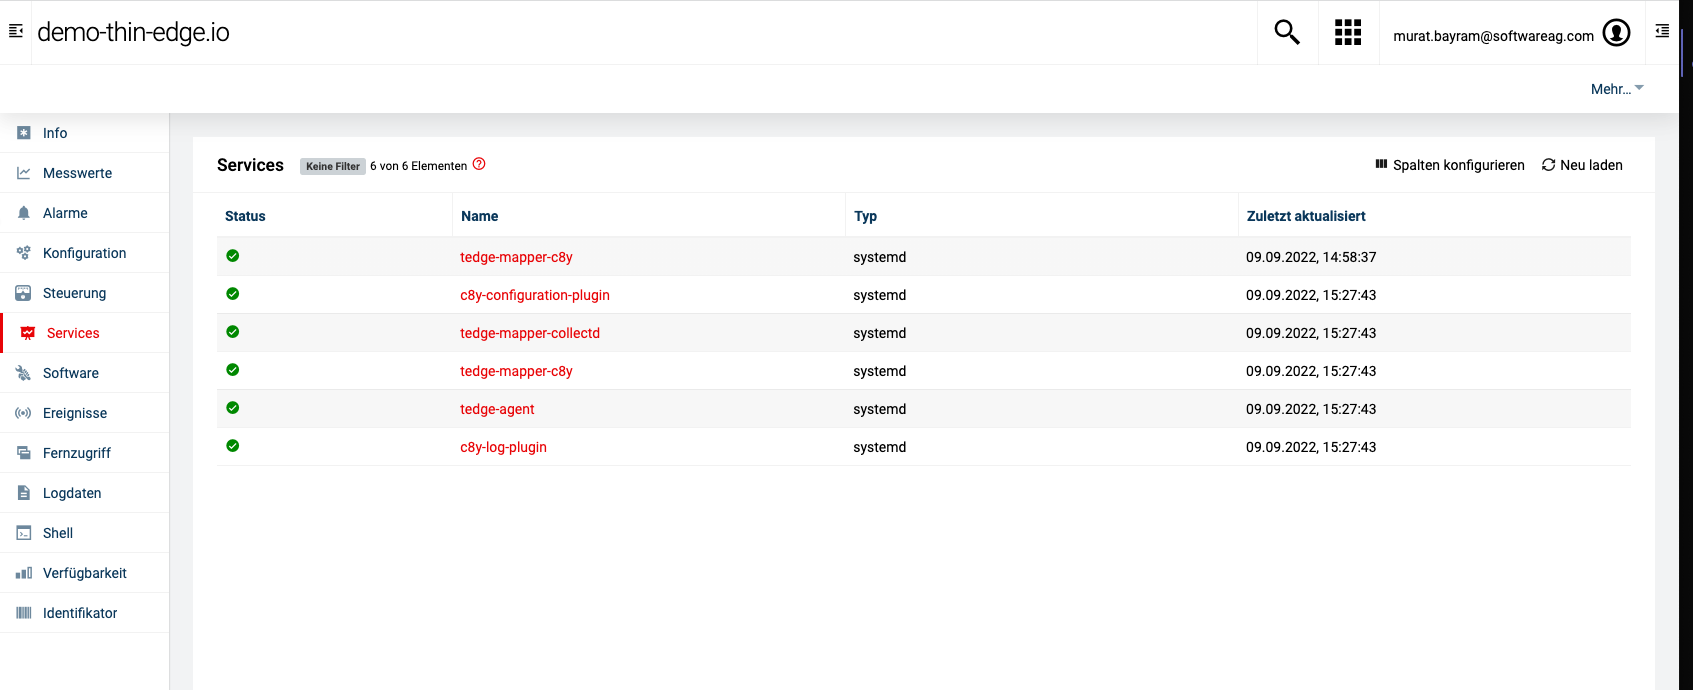 demo-thin-edge.io
murat.bayram@softwareag.com
Mehr...
Info
Messwerte
Alarme
Konfiguration
Steuerung
Services
Software
Ereignisse
Fernzugriff
Logdaten
Shell
Verfügbarkeit
Identifikator
Services Keine Filter 6 von 6 Elementen Spalten konfigurieren Neu laden
Status Name Typ Zuletzt aktualisiert
tedge-mapper-c8y systemd 09.09.2022, 14:58:37
c8y-configuration-plugin systemd 09.09.2022, 15:27:43
tedge-mapper-collectd systemd 09.09.2022, 15:27:43
tedge-mapper-c8y systemd 09.09.2022, 15:27:43
tedge-agent systemd 09.09.2022, 15:27:43
c8y-log-plugin systemd 09.09.2022, 15:27:43